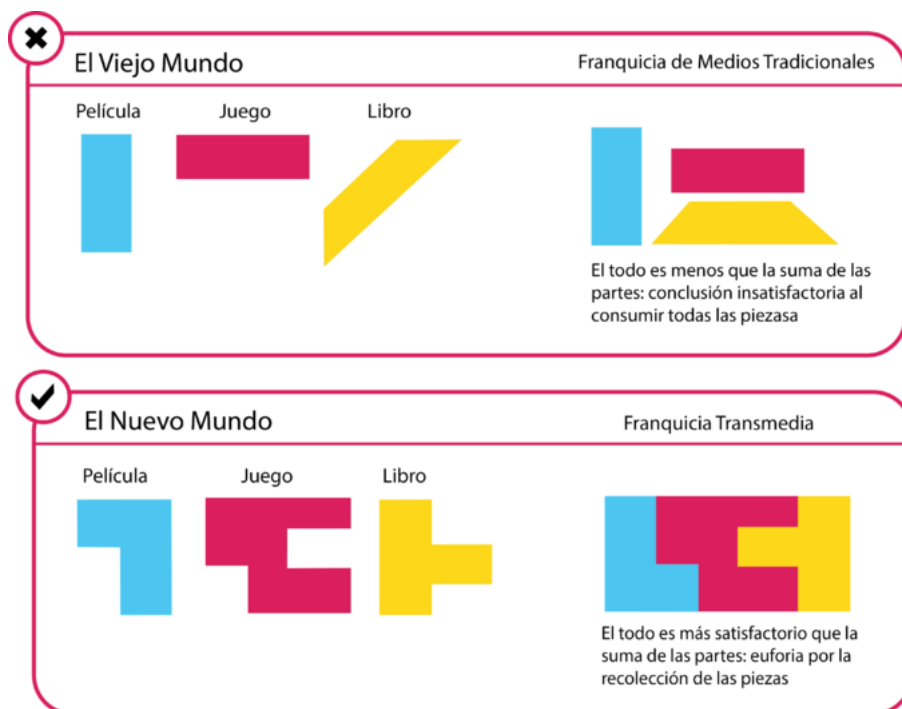 El Viejo Mundo
Franquicia de Medios Tradicionales
Película
Juego
Libro
El todo es menos que la suma de las
partes: conclusión insatisfactoria al
consumir todas las piezasa
El Nuevo Mundo
Franquicia Transmedia
Película
Juego
Libro
El todo es más satisfactorio que la
suma de las partes: euforia por la
recolección de las piezas